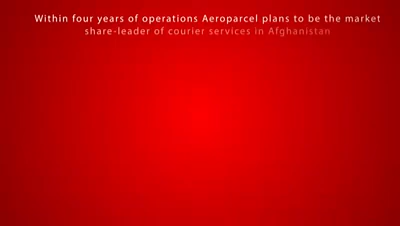 Within four years of operations Aeroparcel plans to be the market
share-leader of courier services in Afghanistan